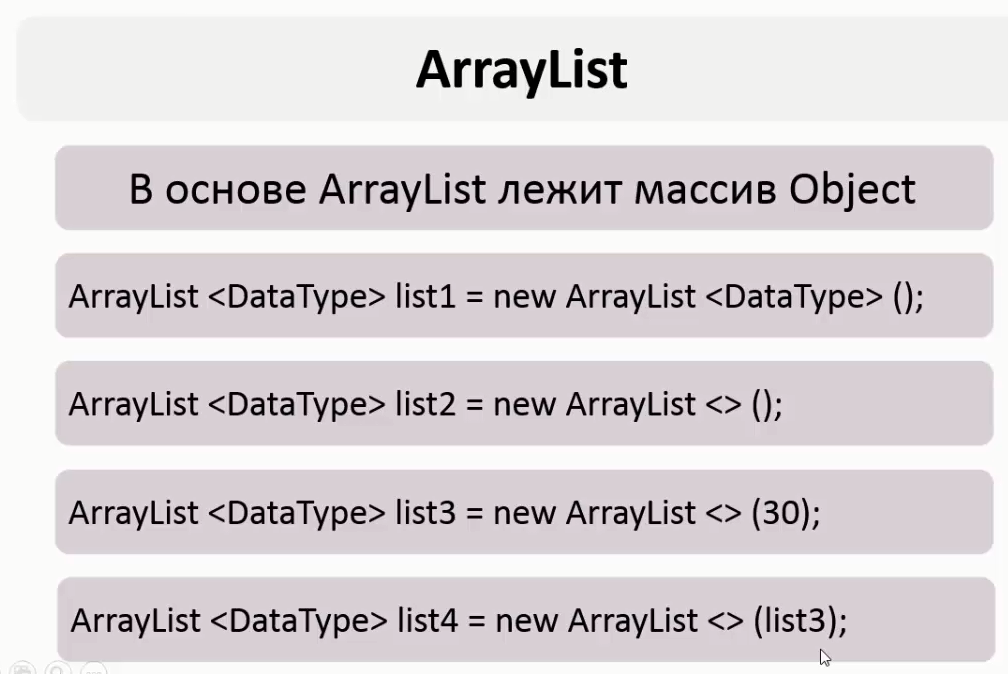 ArrayList
В основе ArrayList лежит массив Object
ArrayList <DataType> list1 = new ArrayList <DataType> ();
ArrayList <DataType> list2 = new ArrayList <> ();
ArrayList <DataType> list3 = new ArrayList <> (30);
ArrayList <DataType> list4 = new ArrayList <> (list3);